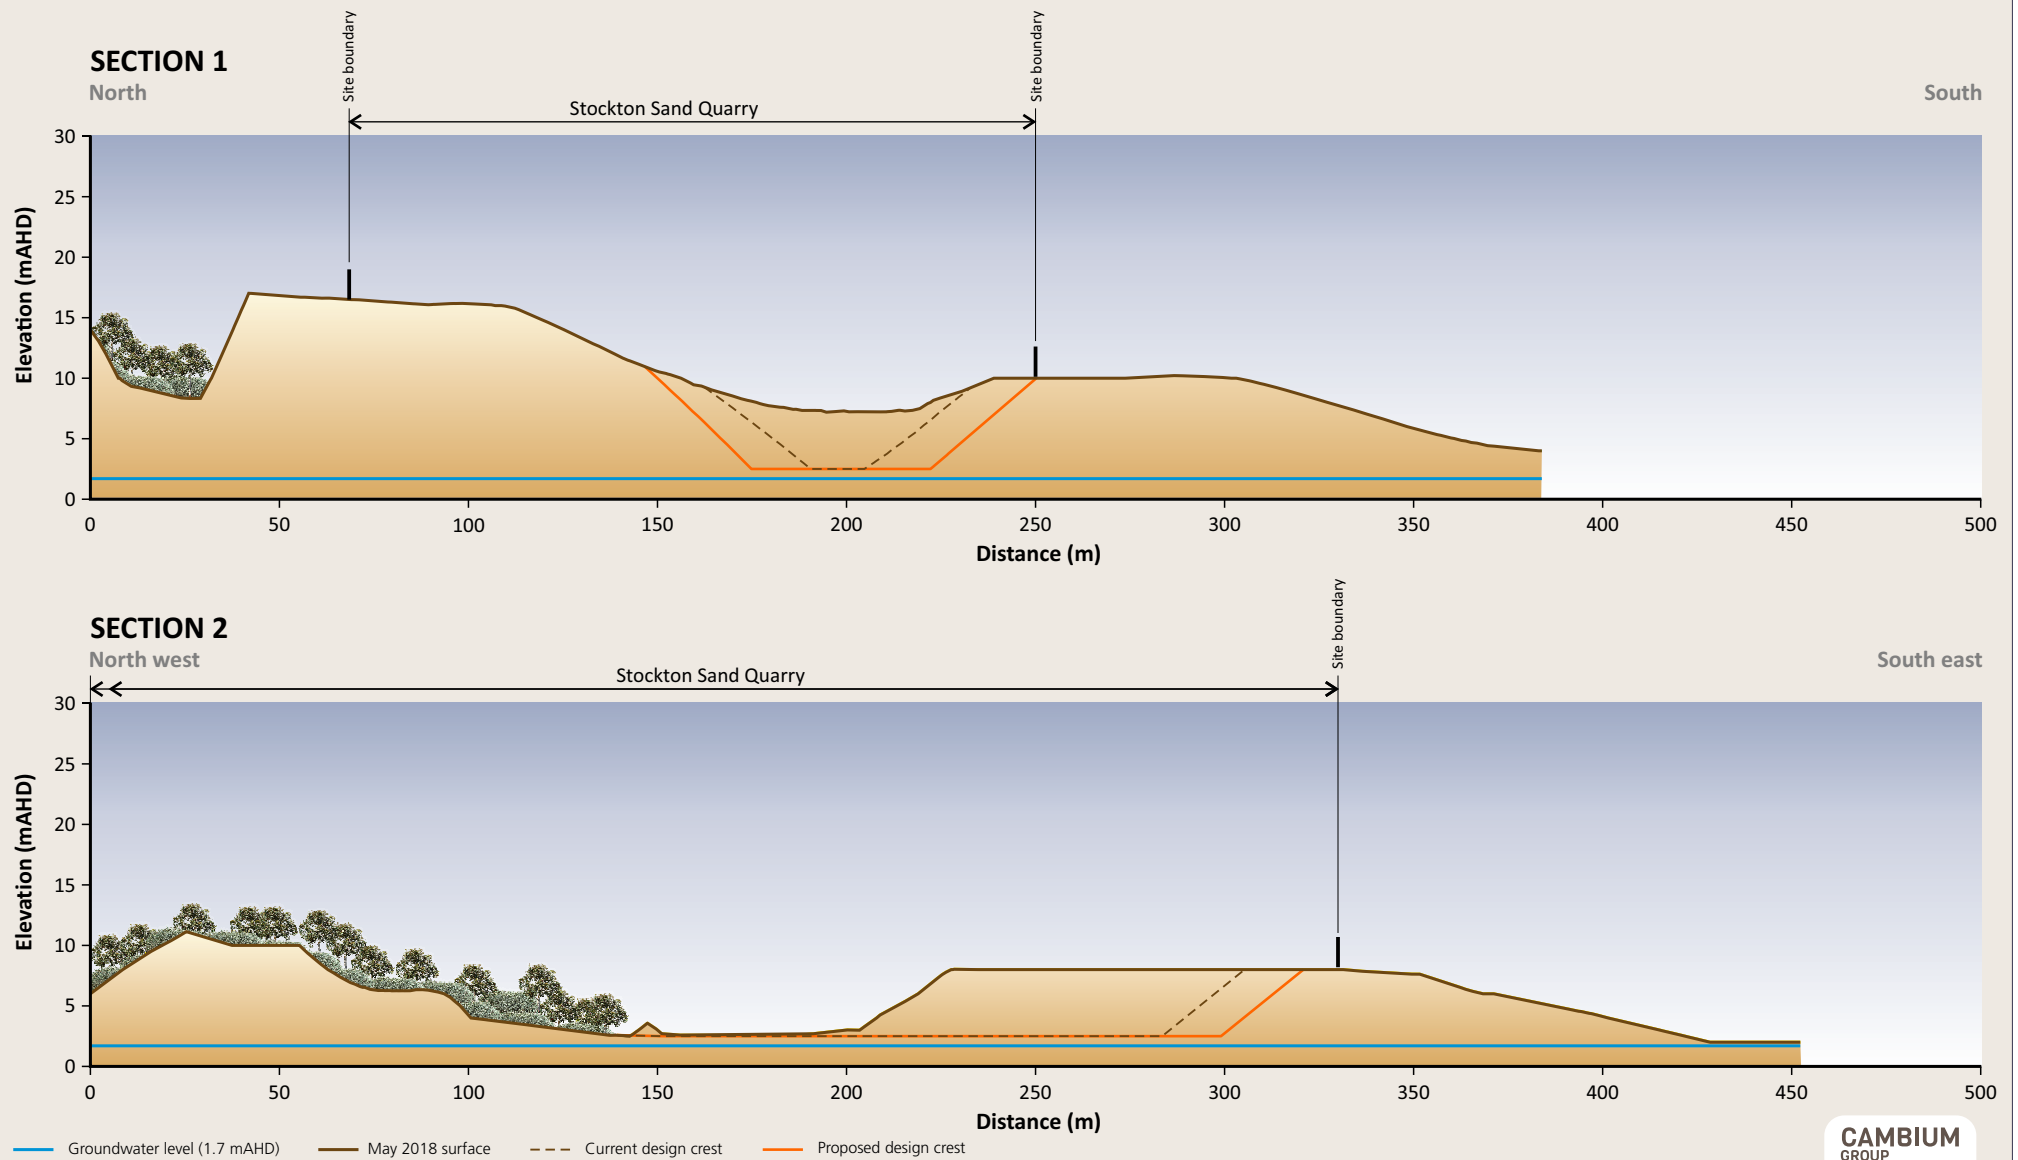 SECTION 1
North
Site boundary
Stockton Sand Quarry
Site boundary
South
Elevation (mAHD)
30
25
20
15
10
5
0
0 50 100 150 200 250 300 350 400 450 500
Distance (m)
SECTION 2
North west
Stockton Sand Quarry
Site boundary
South east
Elevation (mAHD)
30
25
20
15
10
5
0
0 50 100 150 200 250 300 350 400 450 500
Distance (m)
Groundwater level (1.7 mAHD) May 2018 surface Current design crest Proposed design crest
CAMBIUM
GROUP